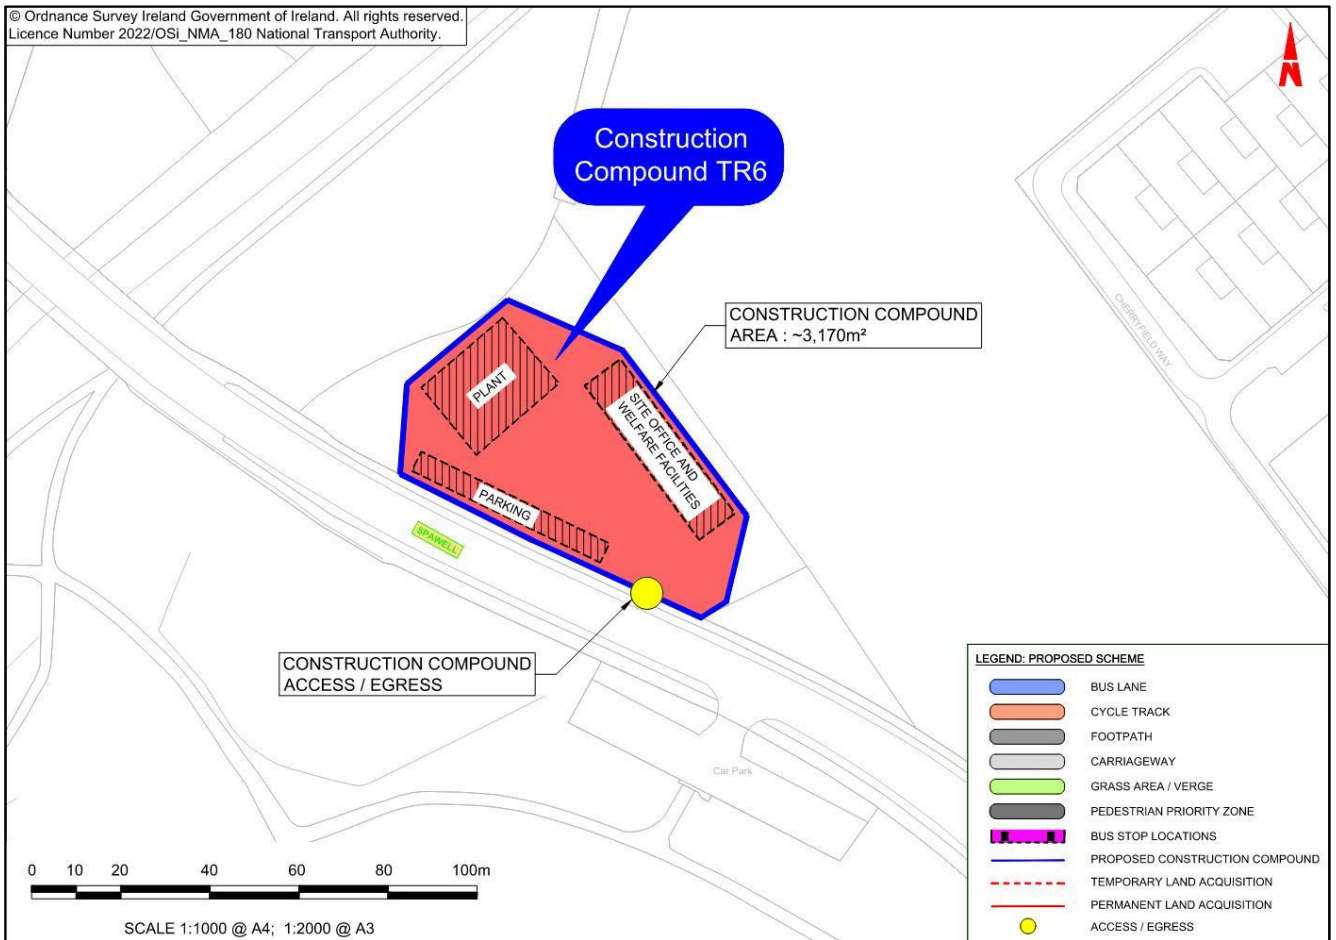 © Ordnance Survey Ireland Government of Ireland. All rights reserved.
Licence Number 2022/OSi_NMA_180 National Transport Authority.
N
Construction
Compound TR6
CONSTRUCTION COMPOUND
AREA : ~3,170m²
CHERRYFIELD WAY
PLANT
SITE OFFICE AND
WELFARE FACILITIES
PARKING
SPAWELL
CONSTRUCTION COMPOUND
ACCESS / EGRESS
Car Park
LEGEND: PROPOSED SCHEME
BUS LANE
CYCLE TRACK
FOOTPATH
CARRIAGEWAY
GRASS AREA / VERGE
PEDESTRIAN PRIORITY ZONE
BUS STOP LOCATIONS
PROPOSED CONSTRUCTION COMPOUND
TEMPORARY LAND ACQUISITION
PERMANENT LAND ACQUISITION
ACCESS / EGRESS
0 10 20 40 60 80 100m
SCALE 1:1000 @ A4; 1:2000 @ A3